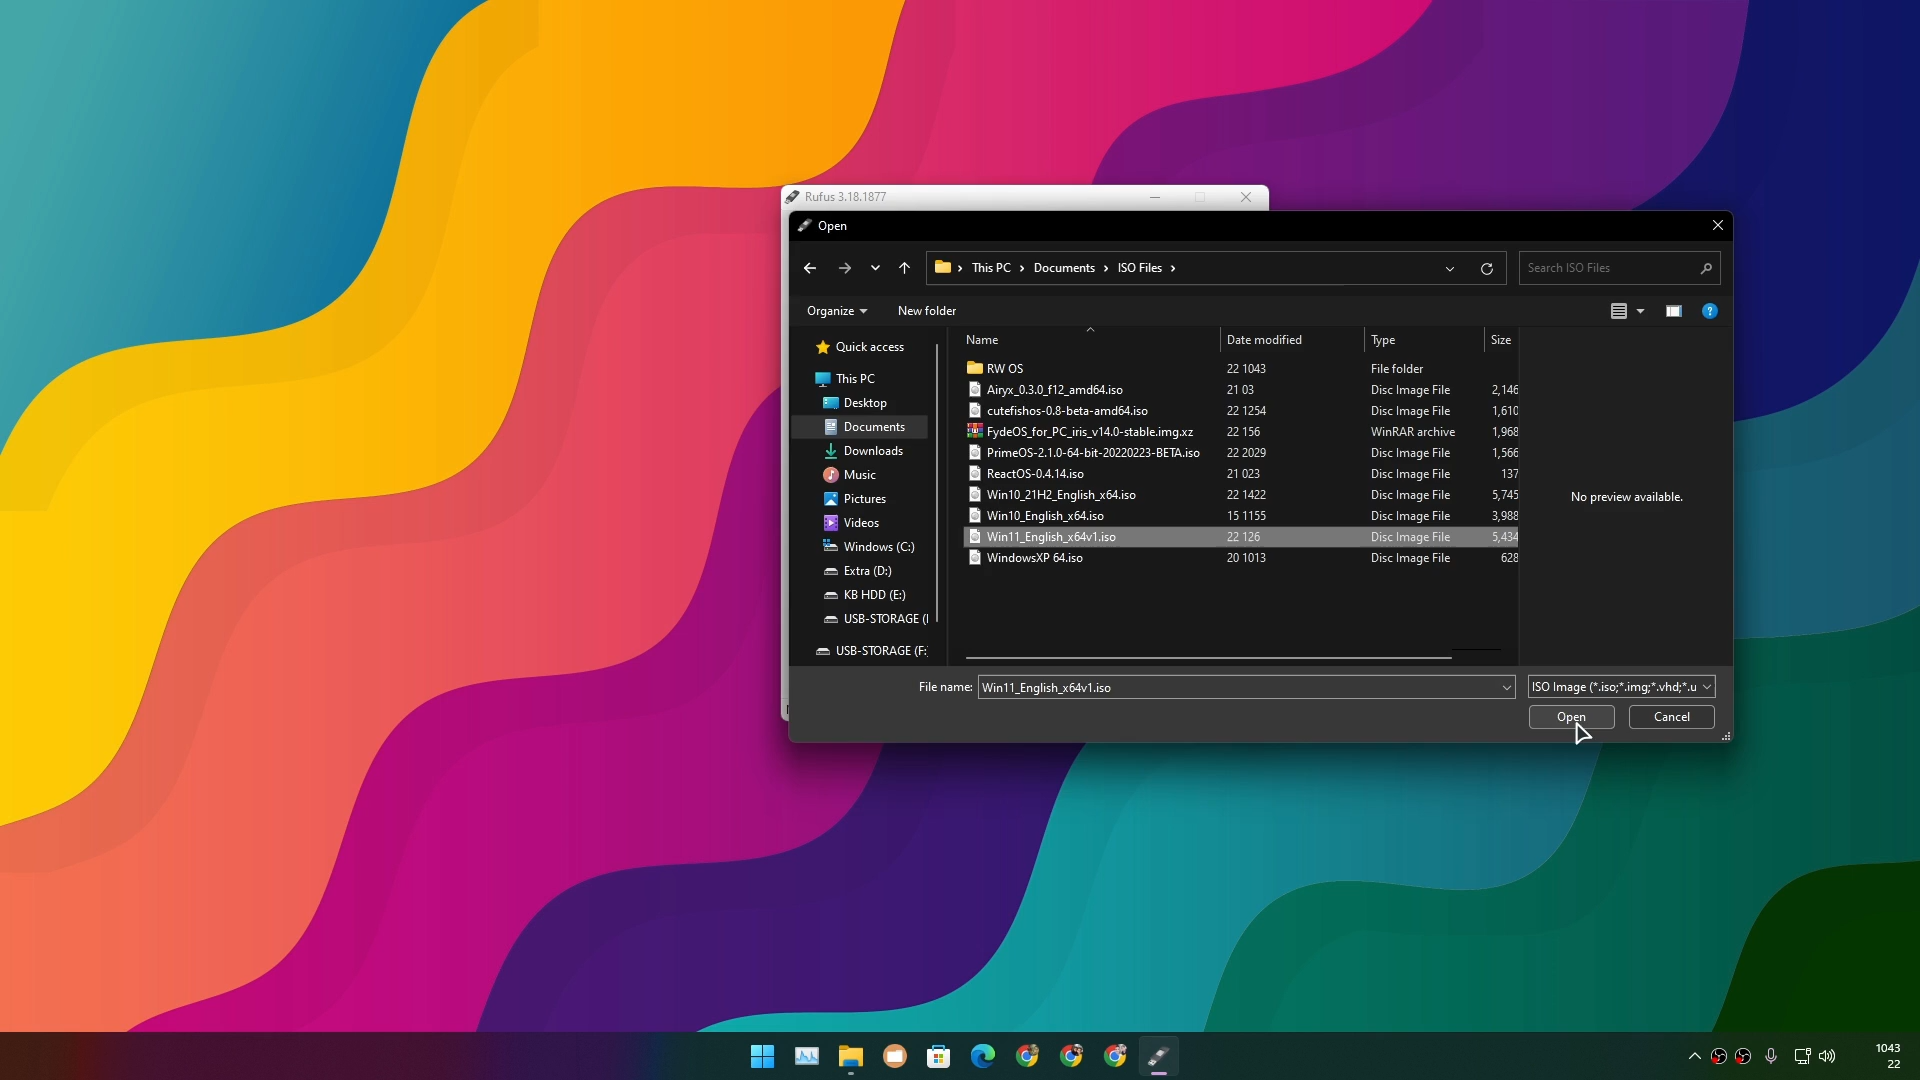 Rufus 3.18.1877
Open
This PC
Documents
ISO Files
Search ISO Files
Organize
New folder
Name
Date modified
Type
Size
Quick access
This PC
Desktop
Documents
Downloads
Music
Pictures
Videos
Windows (C:)
Extra (D:)
KB HDD (E:)
USB-STORAGE (
USB-STORAGE (F:
RW OS 22 1043 File folder
Airyx_0.3.0_f12_amd64.iso 21 03 Disc Image File 2,146
cutefishos-0.8-beta-amd64.iso 22 1254 Disc Image File 1,610
FydeOS_for_PC_iris_v14.0-stable.img.xz 22 156 WinRAR archive 1,968
PrimeOS-2.1.0-64-bit-20220223-BETA.iso 22 2029 Disc Image File 1,566
ReactOS-0.4.14.iso 21 023 Disc Image File 137
Win10_21H2_English_x64.iso 22 1422 Disc Image File 5,745
Win10_English_x64.iso 15 1155 Disc Image File 3,988
Win11_English_x64v1.iso 22 126 Disc Image File 5,434
WindowsXP 64.iso 20 1013 Disc Image File 628
No preview available.
File name: Win11_English_x64v1.iso
ISO Image (*.iso;*.img;*.vhd;*.u
Open
Cancel
1043
22